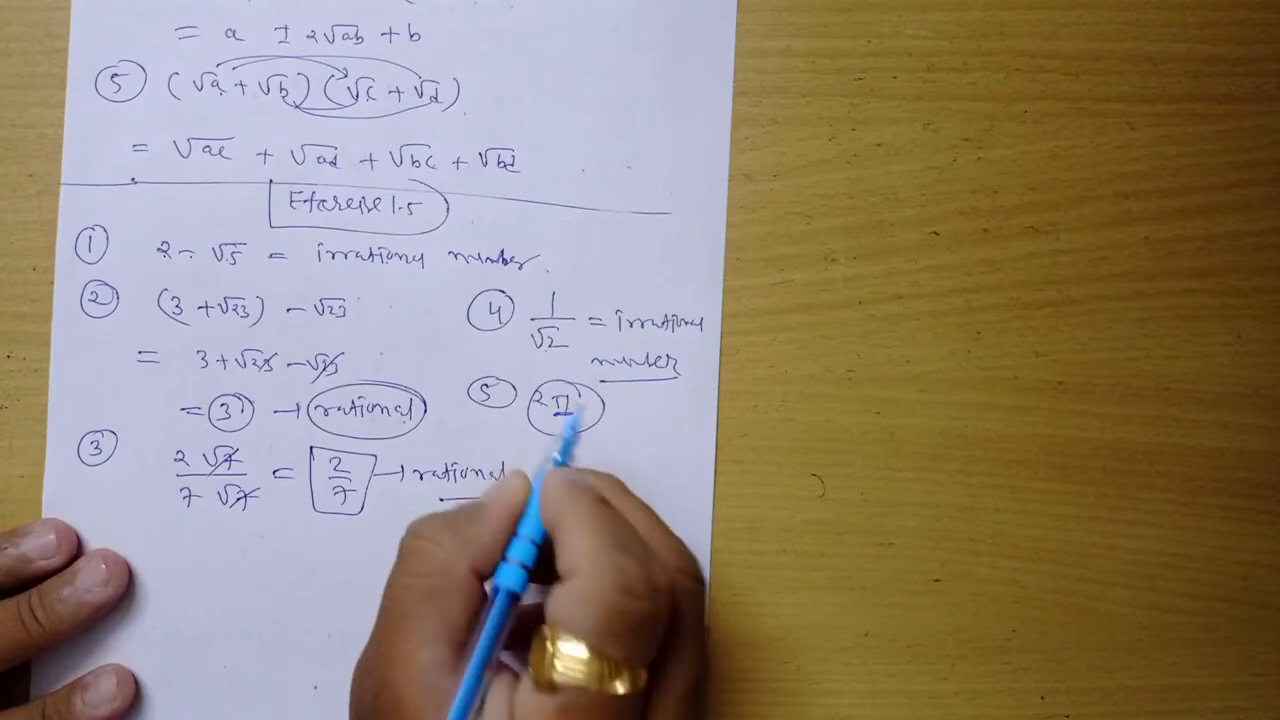 = a ± 2√ab + b
⑤ (√a + √b) (√c + √d)
= √ac + √ad + √bc + √bd
Exercise 1.5
① 2 - √5 = irrational number.
② (3 + √23) - √23
= 3 + √23 - √23
= 3 → rational
③ 2√7 / 7√7 = 2/7 → rational
④ 1/√2 = irrational
number
⑤ 2π